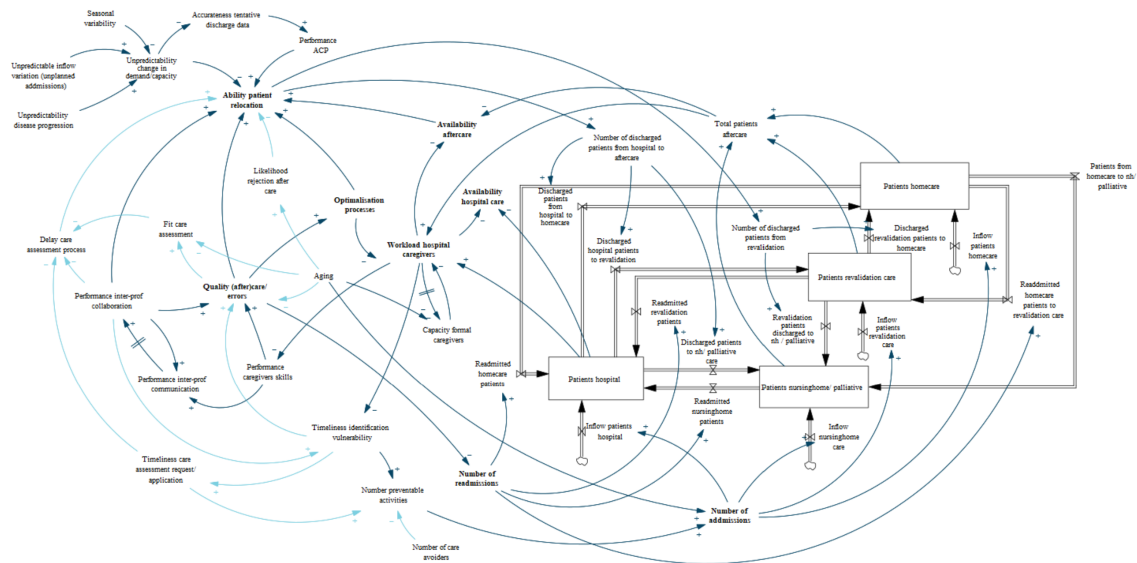 Seasonal
variability
Accurateness tentative
discharge data
Performance
ACP
Unpredictable inflow
variation (unplanned
addmissions)
Unpredictability
change in
demand/capacity
Unpredictability
disease progression
Ability patient
relocation
Availability
aftercare
Number of discharged
patients from hospital to
aftercare
Total patients
aftercare
Patients from
homecare to nh/
palliative
Likelihood
rejection after
care
Optimalisation
processes
Availability
hospital care
Discharged
patients
from
hospital to
homecare
Patients homecare
Delay care
assessment process
Fit care
assessment
Workload hospital
caregivers
Discharged
hospital patients
to revalidation
Number of discharged
patients from
revalidation
Discharged
revalidation patients to
homecare
Inflow
patients
homecare
Performance inter-prof
collaboration
Quality (after)care/
errors
Aging
Capacity formal
caregivers
Patients revalidation care
Readmitted
revalidation
patients
Revalidation
patients
discharged to
nh / palliative
Inflow
patients
revalidation
care
Readdmitted
homecare
patients to
revalidation care
Discharged patients
to nh/ palliative
care
Performance inter-prof
communication
Performance
caregivers skills
Readmitted
homecare
patients
Patients hospital
Patients nursinghome/ palliative
Readmitted
nursinghome
patients
Timeliness identification
vulnerability
Inflow patients
hospital
Inflow
nursinghome
care
Timeliness care
assessment request/
application
Number preventable
activities
Number of
readmissions
Number of
addmissions
Number of care
avoiders